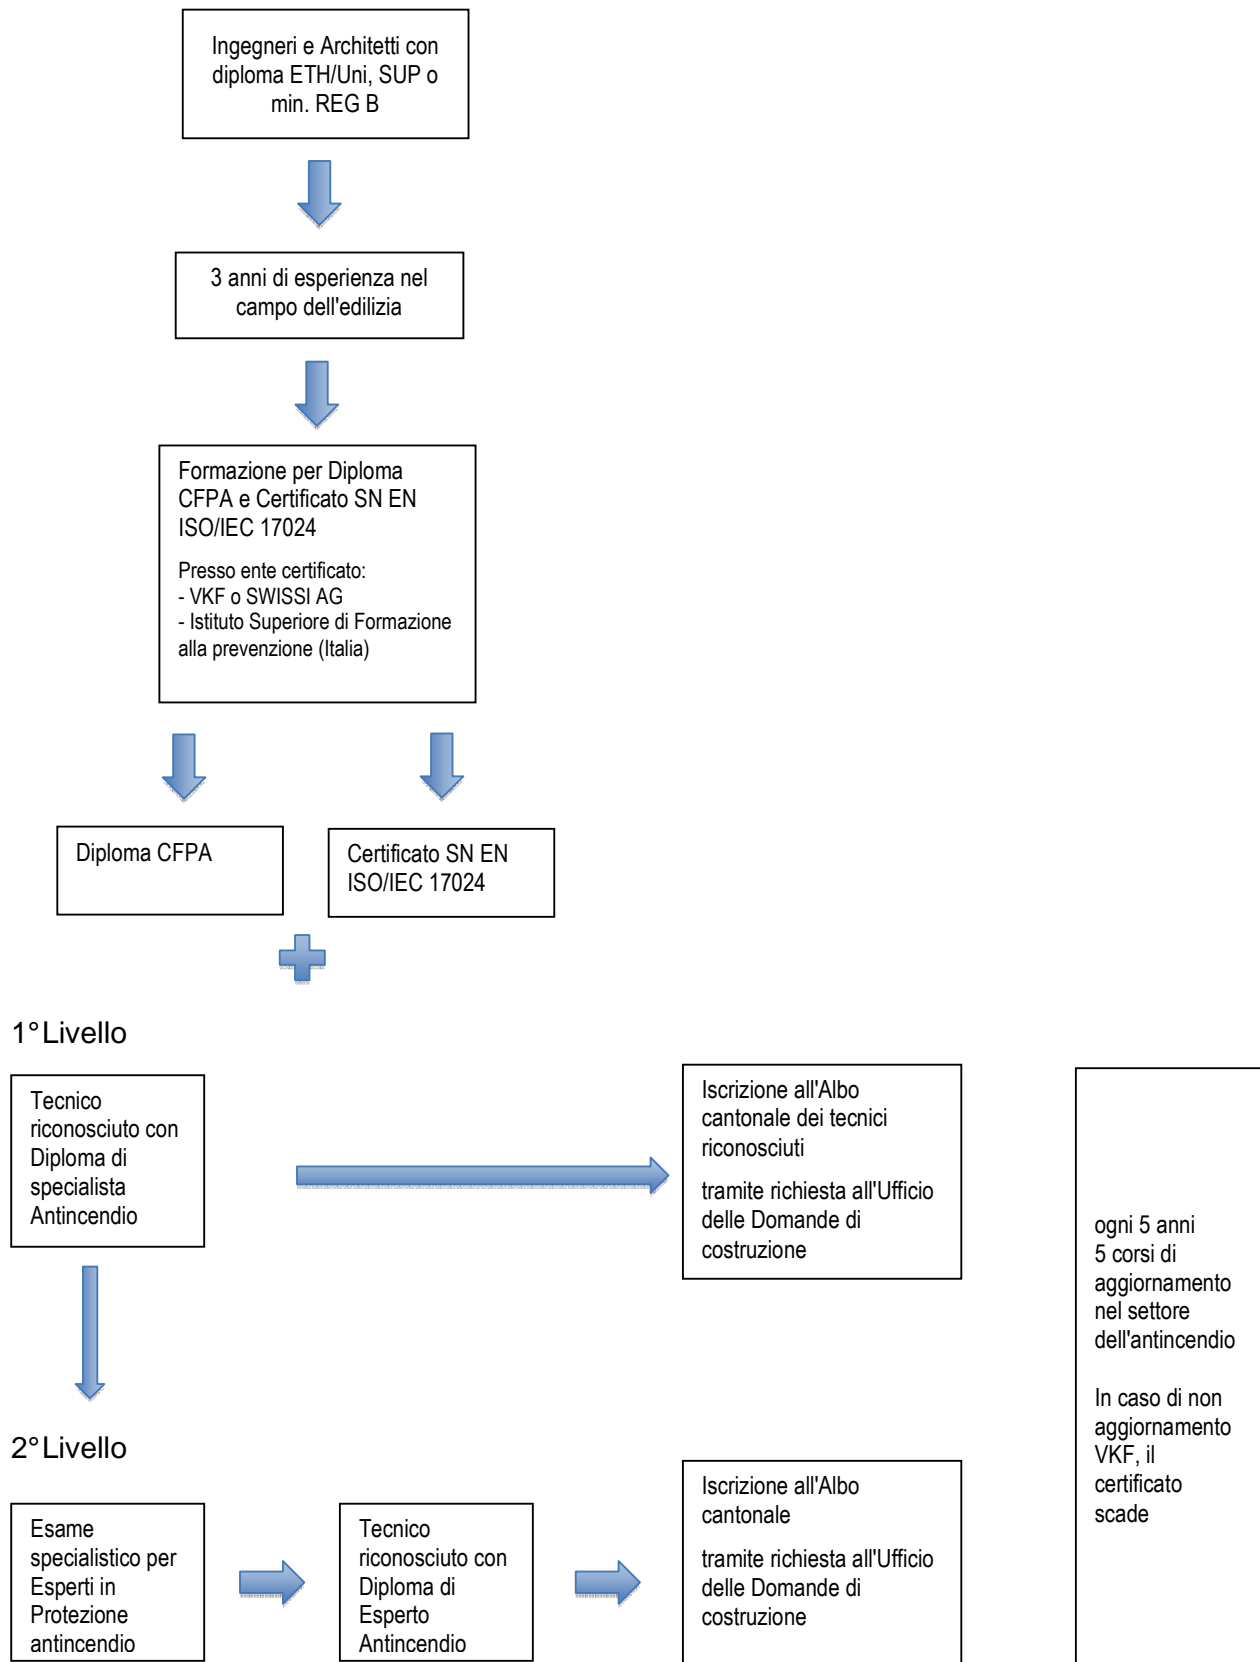 Ingegneri e Architetti con
diploma ETH/Uni, SUP o
min. REG B
3 anni di esperienza nel
campo dell'edilizia
Formazione per Diploma
CFPA e Certificato SN EN
ISO/IEC 17024
Presso ente certificato:
- VKF o SWISSI AG
- Istituto Superiore di Formazione
alla prevenzione (Italia)
Diploma CFPA
Certificato SN EN
ISO/IEC 17024
1° Livello
Tecnico
riconosciuto con
Diploma di
specialista
Antincendio
Iscrizione all'Albo
cantonale dei tecnici
riconosciuti
tramite richiesta all'Ufficio
delle Domande di
costruzione
ogni 5 anni
5 corsi di
aggiornamento
nel settore
dell'antincendio
In caso di non
aggiornamento
VKF, il
certificato
scade
2° Livello
Esame
specialistico per
Esperti in
Protezione
antincendio
Tecnico
riconosciuto con
Diploma di
Esperto
Antincendio
Iscrizione all'Albo
cantonale
tramite richiesta all'Ufficio
delle Domande di
costruzione